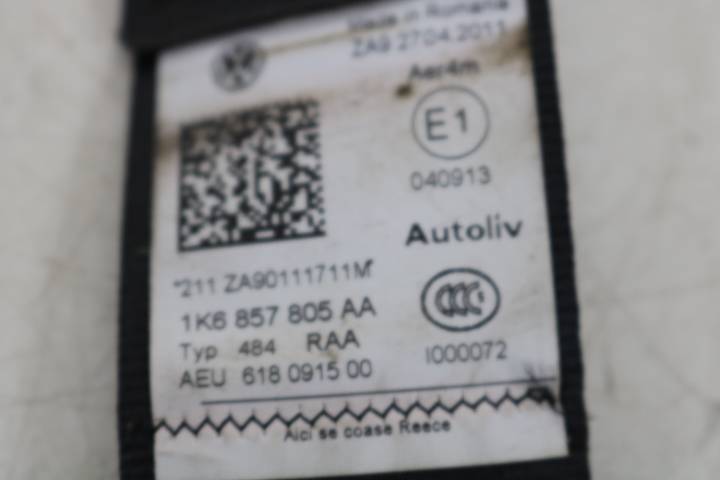 Made in Romania
ZA9 27.04.2011
Aer4m
E1
040913
Autoliv
*211 ZA90111711M*
1K6 857 805 AA
Typ 484 RAA
AEU 618 0915 00
CCC
I000072
Aici se coase Reece